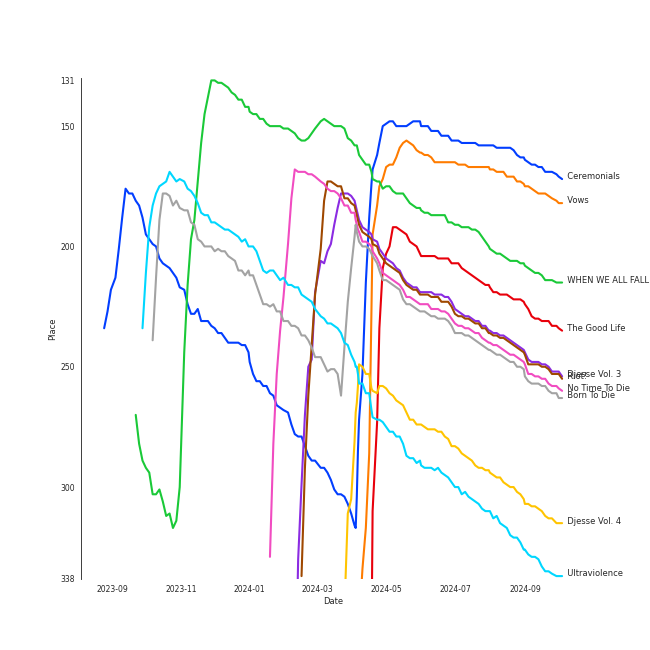 131
150
200
250
300
338
Place
2023-09
2023-11
2024-01
2024-03
2024-05
2024-07
2024-09
Date
Ceremonials
Vows
WHEN WE ALL FALL
The Good Life
Djesse Vol. 3
No Time To Die
Born To Die
Djesse Vol. 4
Ultraviolence